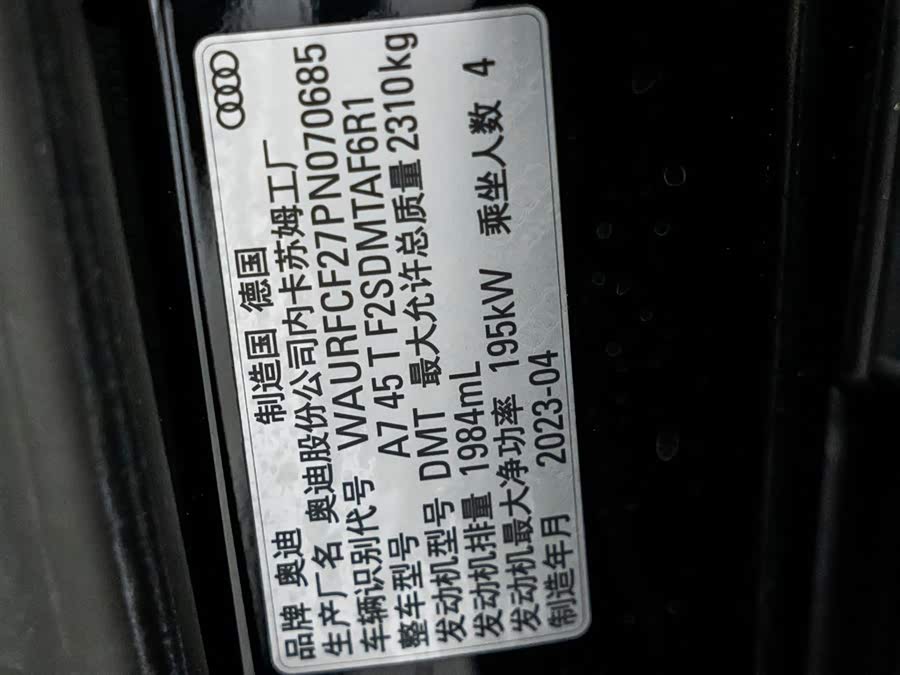 品牌 奥迪 制造国 德国
生产厂名 奥迪股份公司内卡苏姆工厂
车辆识别代号 WAURFCF27PN070685
整车型号 A7 45 T F2SDMTAF6R1
发动机型号 DMT 最大允许总质量 2310kg
发动机排量 1984mL
发动机最大净功率 195kW 乘坐人数 4
制造年月 2023-04